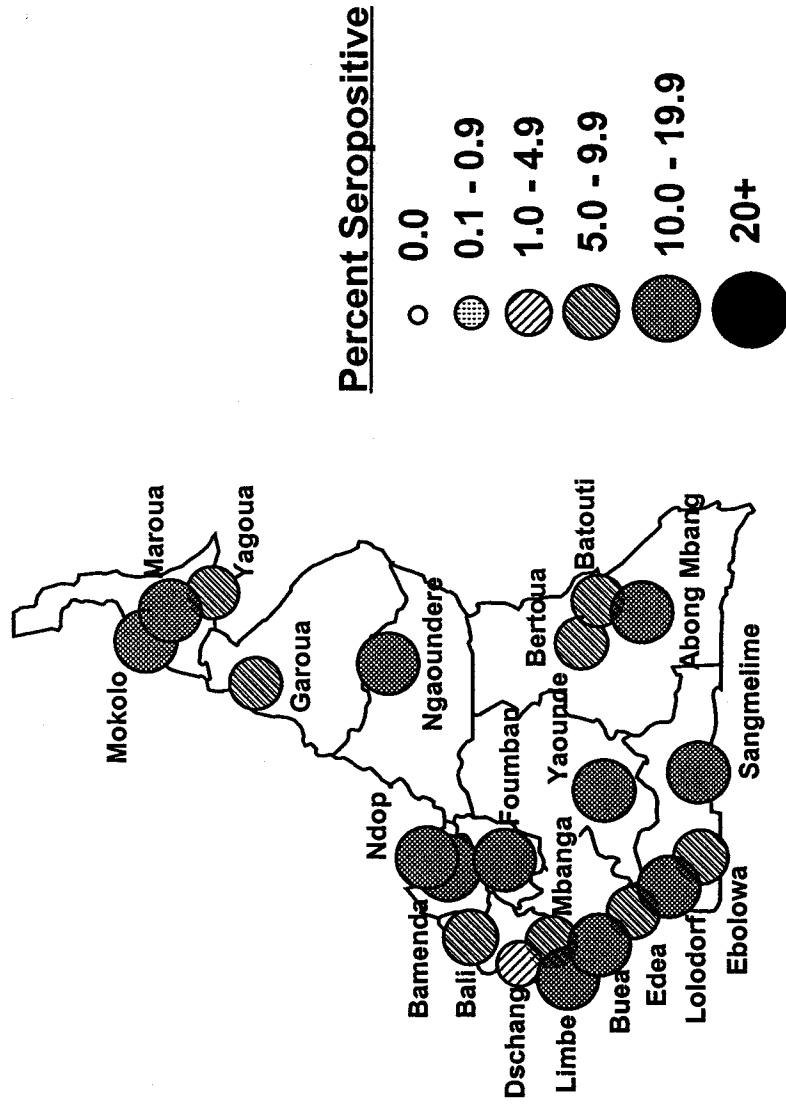 Percent Seropositive
0.0
0.1 - 0.9
1.0 - 4.9
5.0 - 9.9
10.0 - 19.9
20+
Mokolo
Maroua
Yagoua
Garoua
Ngaoundere
Ndop
Bamenda
Bali
Foumban
Dschang
Mbanga
Limbe
Buea
Edea
Lolodorf
Ebolowa
Yaounde
Sangmelime
Bertoua
Batouti
Abong Mbang